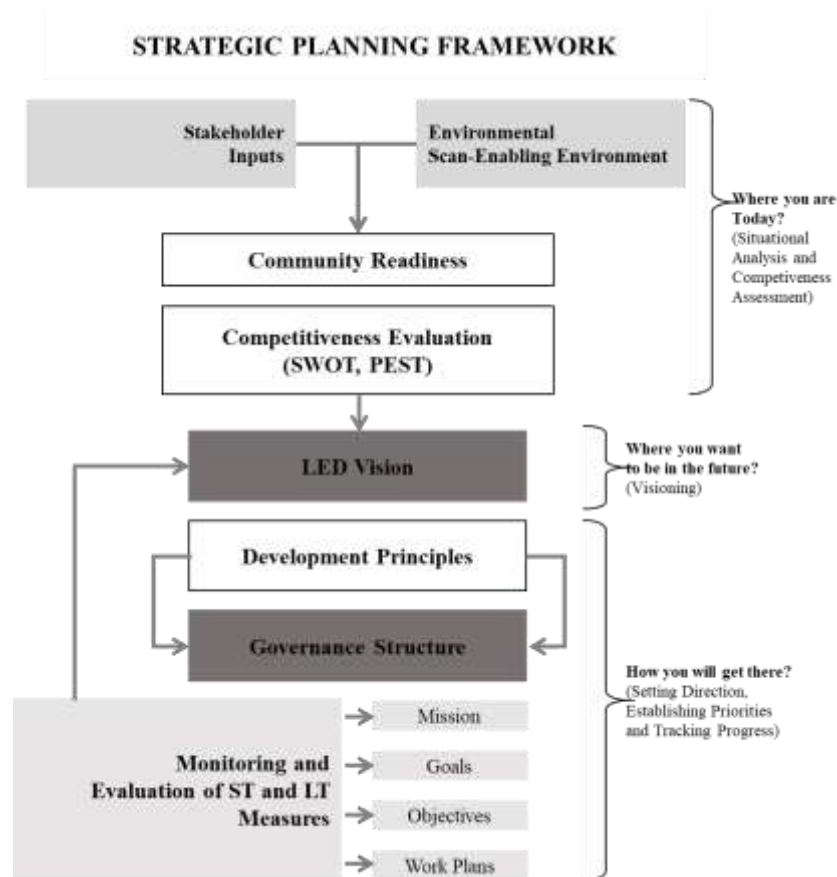 STRATEGIC PLANNING FRAMEWORK
Stakeholder
Inputs
Environmental
Scan-Enabling Environment
Where you are
Today?
(Situational
Analysis and
Competiveness
Assessment)
Community Readiness
Competitiveness Evaluation
(SWOT, PEST)
LED Vision
Where you want
to be in the future?
(Visioning)
Development Principles
Governance Structure
How you will get there?
(Setting Direction,
Establishing Priorities
and Tracking Progress)
Monitoring and
Evaluation of ST and LT
Measures
Mission
Goals
Objectives
Work Plans